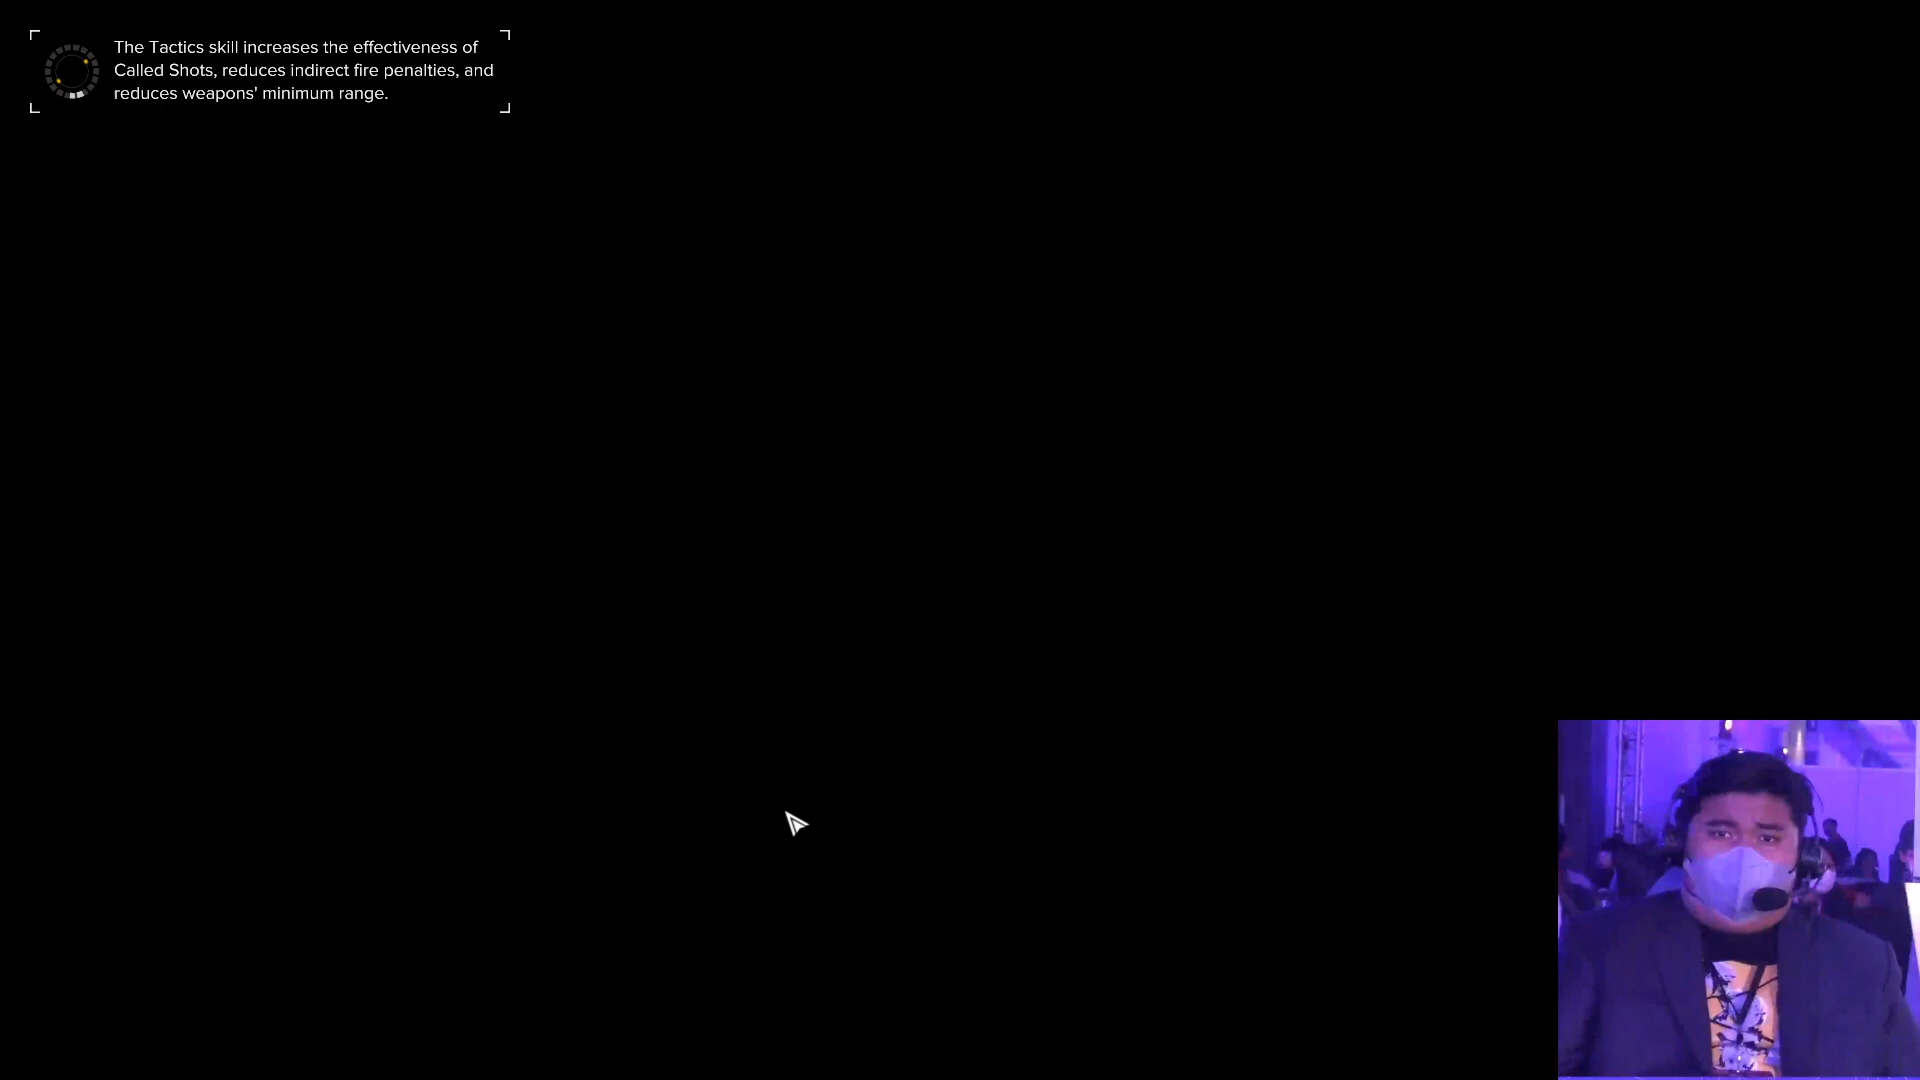 The Tactics skill increases the effectiveness of
Called Shots, reduces indirect fire penalties, and
reduces weapons' minimum range.